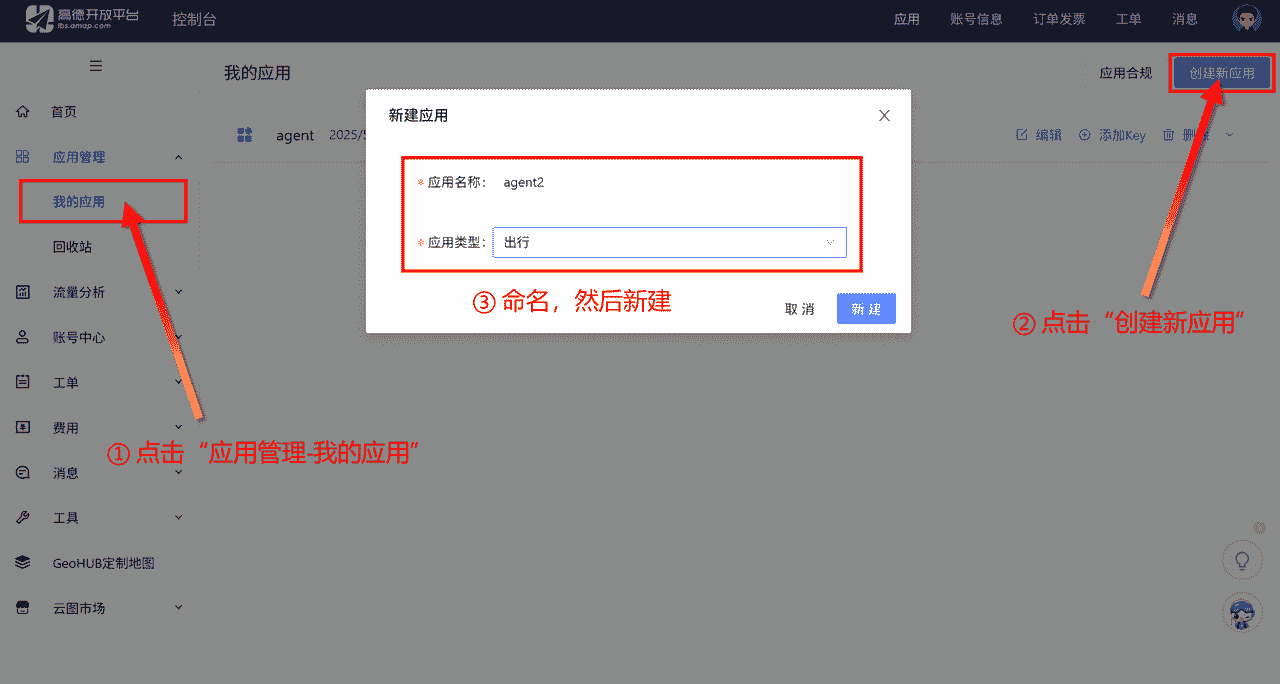 高德开放平台
lbs.amap.com
控制台
应用
账号信息
订单发票
工单
消息
我的应用
应用合规
创建新应用
首页
应用管理
我的应用
回收站
流量分析
账号中心
工单
费用
消息
工具
GeoHUB定制地图
云图市场
agent 2025/5
编辑
添加Key
删除
新建应用
* 应用名称： agent2
* 应用类型： 出行
③ 命名，然后新建
取 消
新 建
② 点击“创建新应用”
① 点击“应用管理-我的应用”